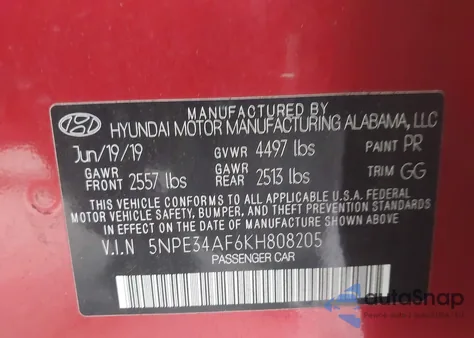 MANUFACTURED BY
HYUNDAI MOTOR MANUFACTURING ALABAMA, LLC
Jun/19/19 GVWR 4497 lbs PAINT PR
GAWR FRONT 2557 lbs GAWR REAR 2513 lbs TRIM GG
THIS VEHICLE CONFORMS TO ALL APPLICABLE U.S.A. FEDERAL
MOTOR VEHICLE SAFETY, BUMPER, AND THEFT PREVENTION STANDARDS
IN EFFECT ON THE DATE OF MANUFACTURE SHOWN ABOVE.
V.I.N 5NPE34AF6KH808205
PASSENGER CAR
autoSnap